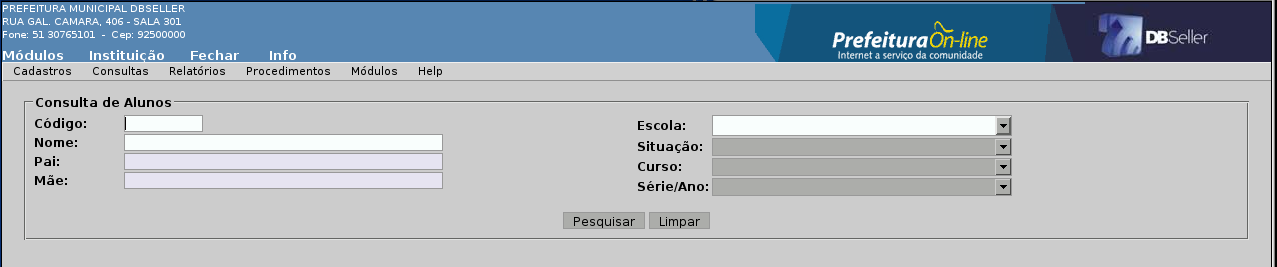 PREFEITURA MUNICIPAL DBSELLER
RUA GAL. CAMARA, 406 - SALA 301
Fone: 51 30765101 - Cep: 92500000
PrefeituraOn-line
Internet a serviço da comunidade
DBSeller
Módulos Instituição Fechar Info
Cadastros Consultas Relatórios Procedimentos Módulos Help
Consulta de Alunos
Código:
Nome:
Pai:
Mãe:
Escola:
Situação:
Curso:
Série/Ano:
Pesquisar Limpar